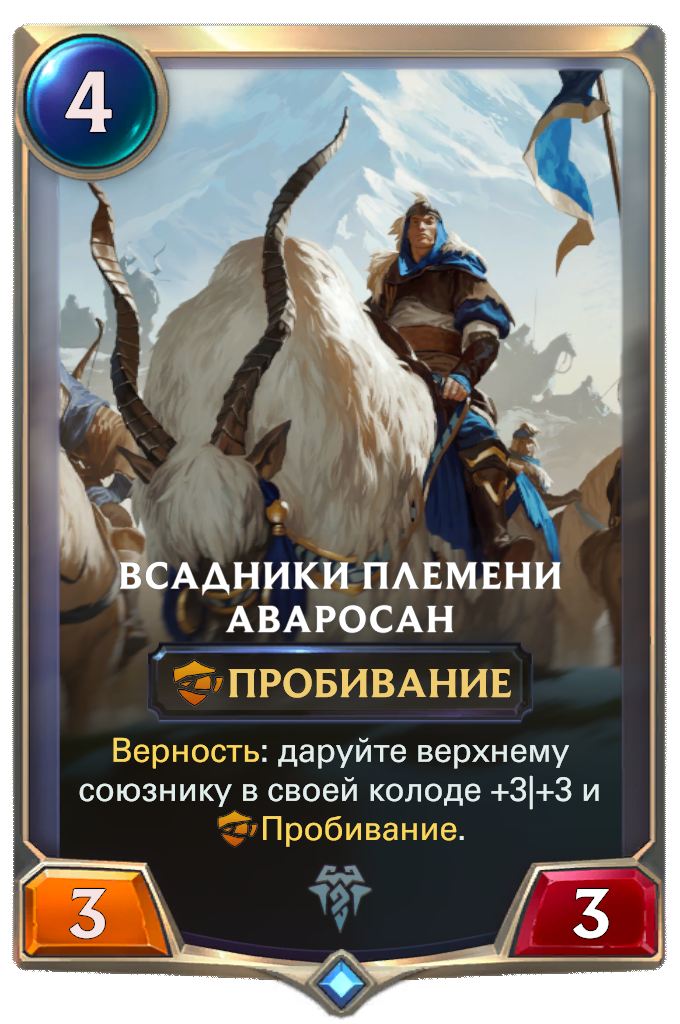 4
ВСАДНИКИ ПЛЕМЕНИ
АВАРОСАН
ПРОБИВАНИЕ
Верность: даруйте верхнему
союзнику в своей колоде +3|+3 и
Пробивание.
3
3